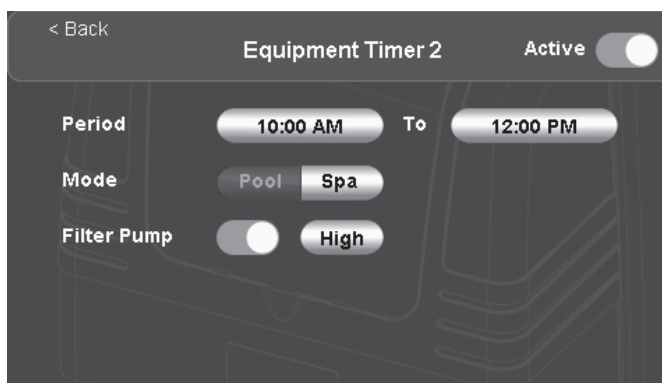 < Back
Equipment Timer 2 Active
Period 10:00 AM To 12:00 PM
Mode Pool Spa
Filter Pump High